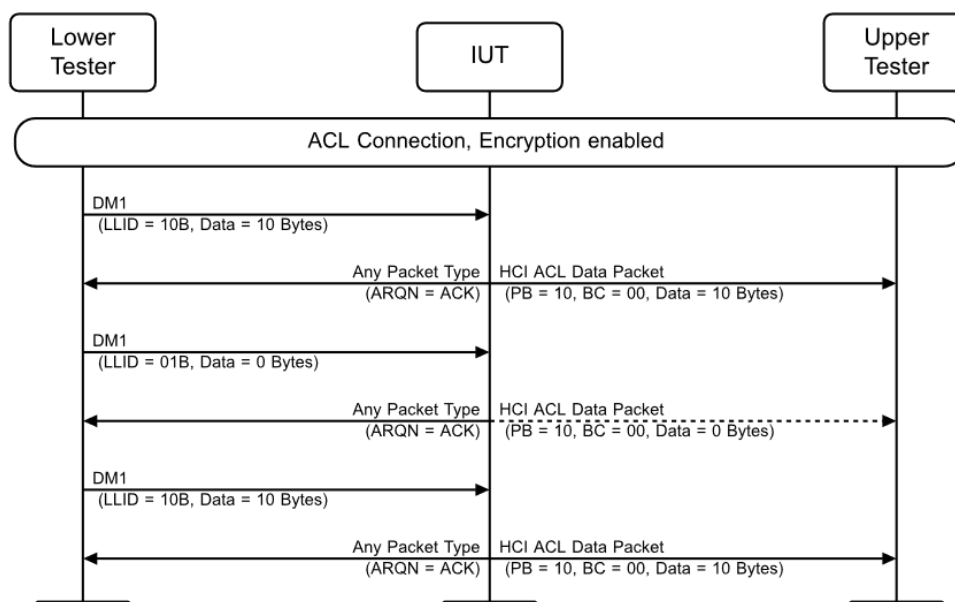 Lower
Tester
IUT
Upper
Tester
ACL Connection, Encryption enabled
DM1
(LLID = 10B, Data = 10 Bytes)
Any Packet Type
(ARQN = ACK)
HCI ACL Data Packet
(PB = 10, BC = 00, Data = 10 Bytes)
DM1
(LLID = 01B, Data = 0 Bytes)
Any Packet Type
(ARQN = ACK)
HCI ACL Data Packet
(PB = 10, BC = 00, Data = 0 Bytes)
DM1
(LLID = 10B, Data = 10 Bytes)
Any Packet Type
(ARQN = ACK)
HCI ACL Data Packet
(PB = 10, BC = 00, Data = 10 Bytes)